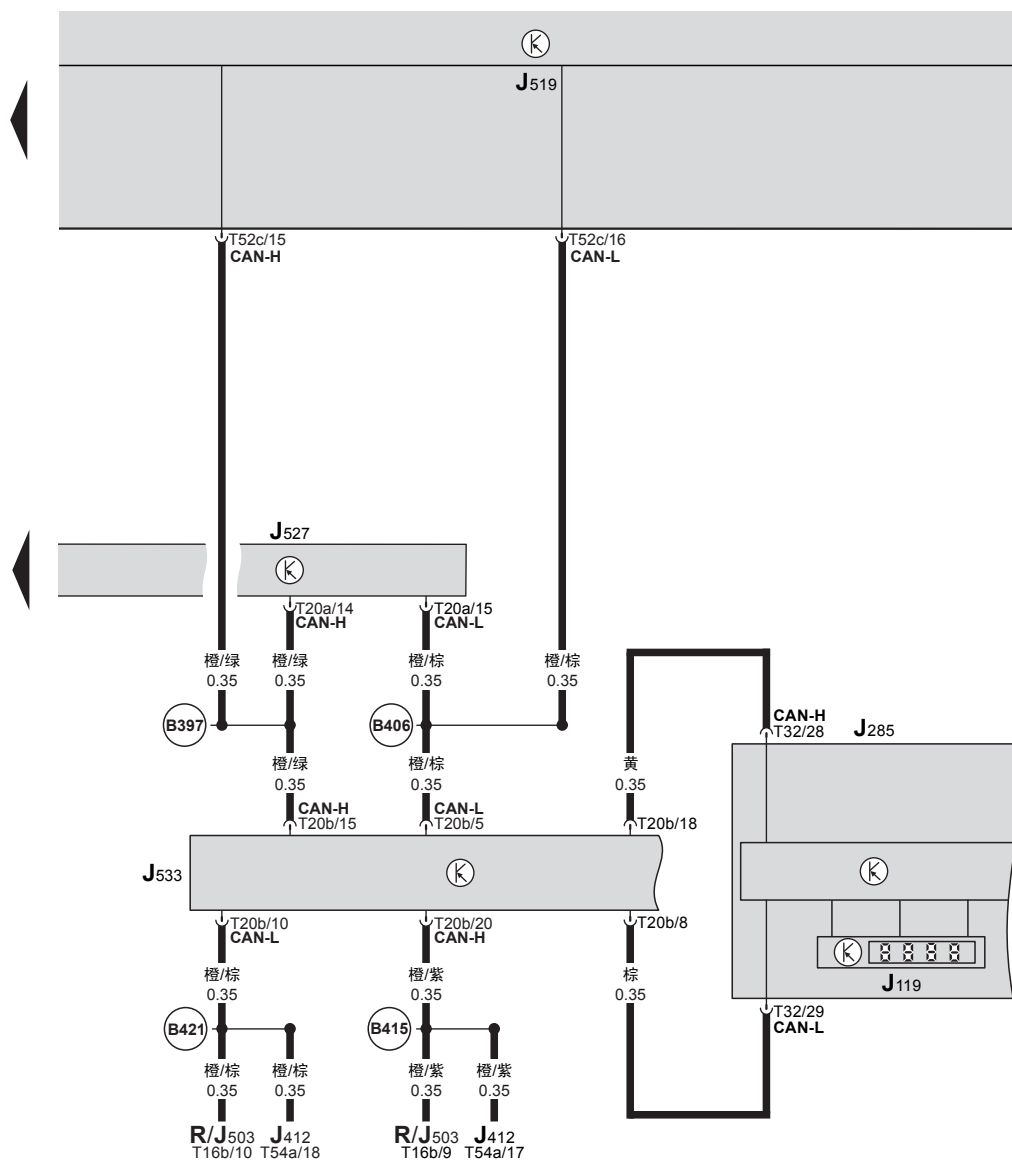 J519
T52c/15
CAN-H
T52c/16
CAN-L
J527
T20a/14
CAN-H
T20a/15
CAN-L
橙/绿 橙/绿 橙/棕 橙/棕
0.35 0.35 0.35 0.35
B397
B406
CAN-H
T32/28
J285
橙/绿 橙/棕 黄
0.35 0.35 0.35
CAN-H
T20b/15
CAN-L
T20b/5
T20b/18
J533
T20b/10
CAN-L
T20b/20
CAN-H
T20b/8
8888
J119
橙/棕 橙/紫 棕
0.35 0.35 0.35
T32/29
CAN-L
B421
B415
橙/棕 橙/棕 橙/紫 橙/紫
0.35 0.35 0.35 0.35
R/J503 J412 R/J503 J412
T16b/10 T54a/18 T16b/9 T54a/17